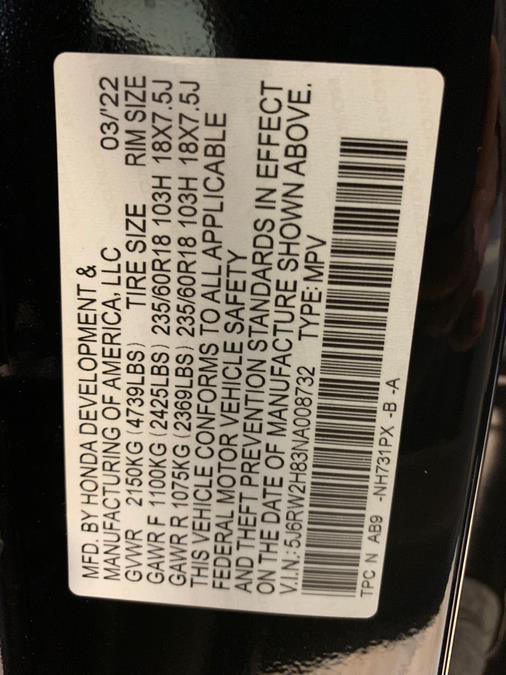 MFD. BY HONDA DEVELOPMENT &
MANUFACTURING OF AMERICA, LLC 03/'22
GVWR 2150KG (4739LBS) TIRE SIZE RIM SIZE
GAWR F 1100KG (2425LBS) 235/60R18 103H 18X7.5J
GAWR R 1075KG (2369LBS) 235/60R18 103H 18X7.5J
THIS VEHICLE CONFORMS TO ALL APPLICABLE
FEDERAL MOTOR VEHICLE SAFETY
AND THEFT PREVENTION STANDARDS IN EFFECT
ON THE DATE OF MANUFACTURE SHOWN ABOVE.
V.I.N.: 5J6RW2H83NA008732 TYPE: MPV
TPC N AB9 -NH731PX -B -A